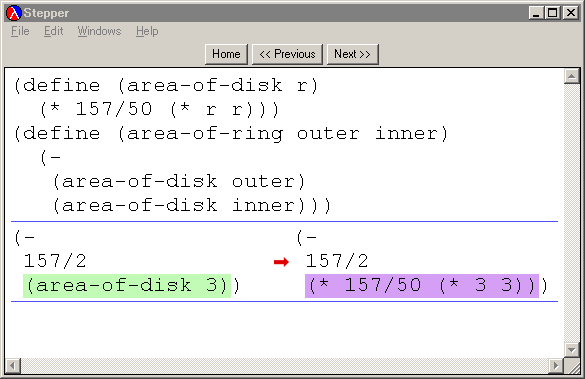 Stepper
File Edit Windows Help
Home << Previous Next >>
(define (area-of-disk r)
  (* 157/50 (* r r)))
(define (area-of-ring outer inner)
  (-
   (area-of-disk outer)
   (area-of-disk inner)))
(- (-
 157/2 ➡ 157/2
 (area-of-disk 3)) (* 157/50 (* 3 3)))